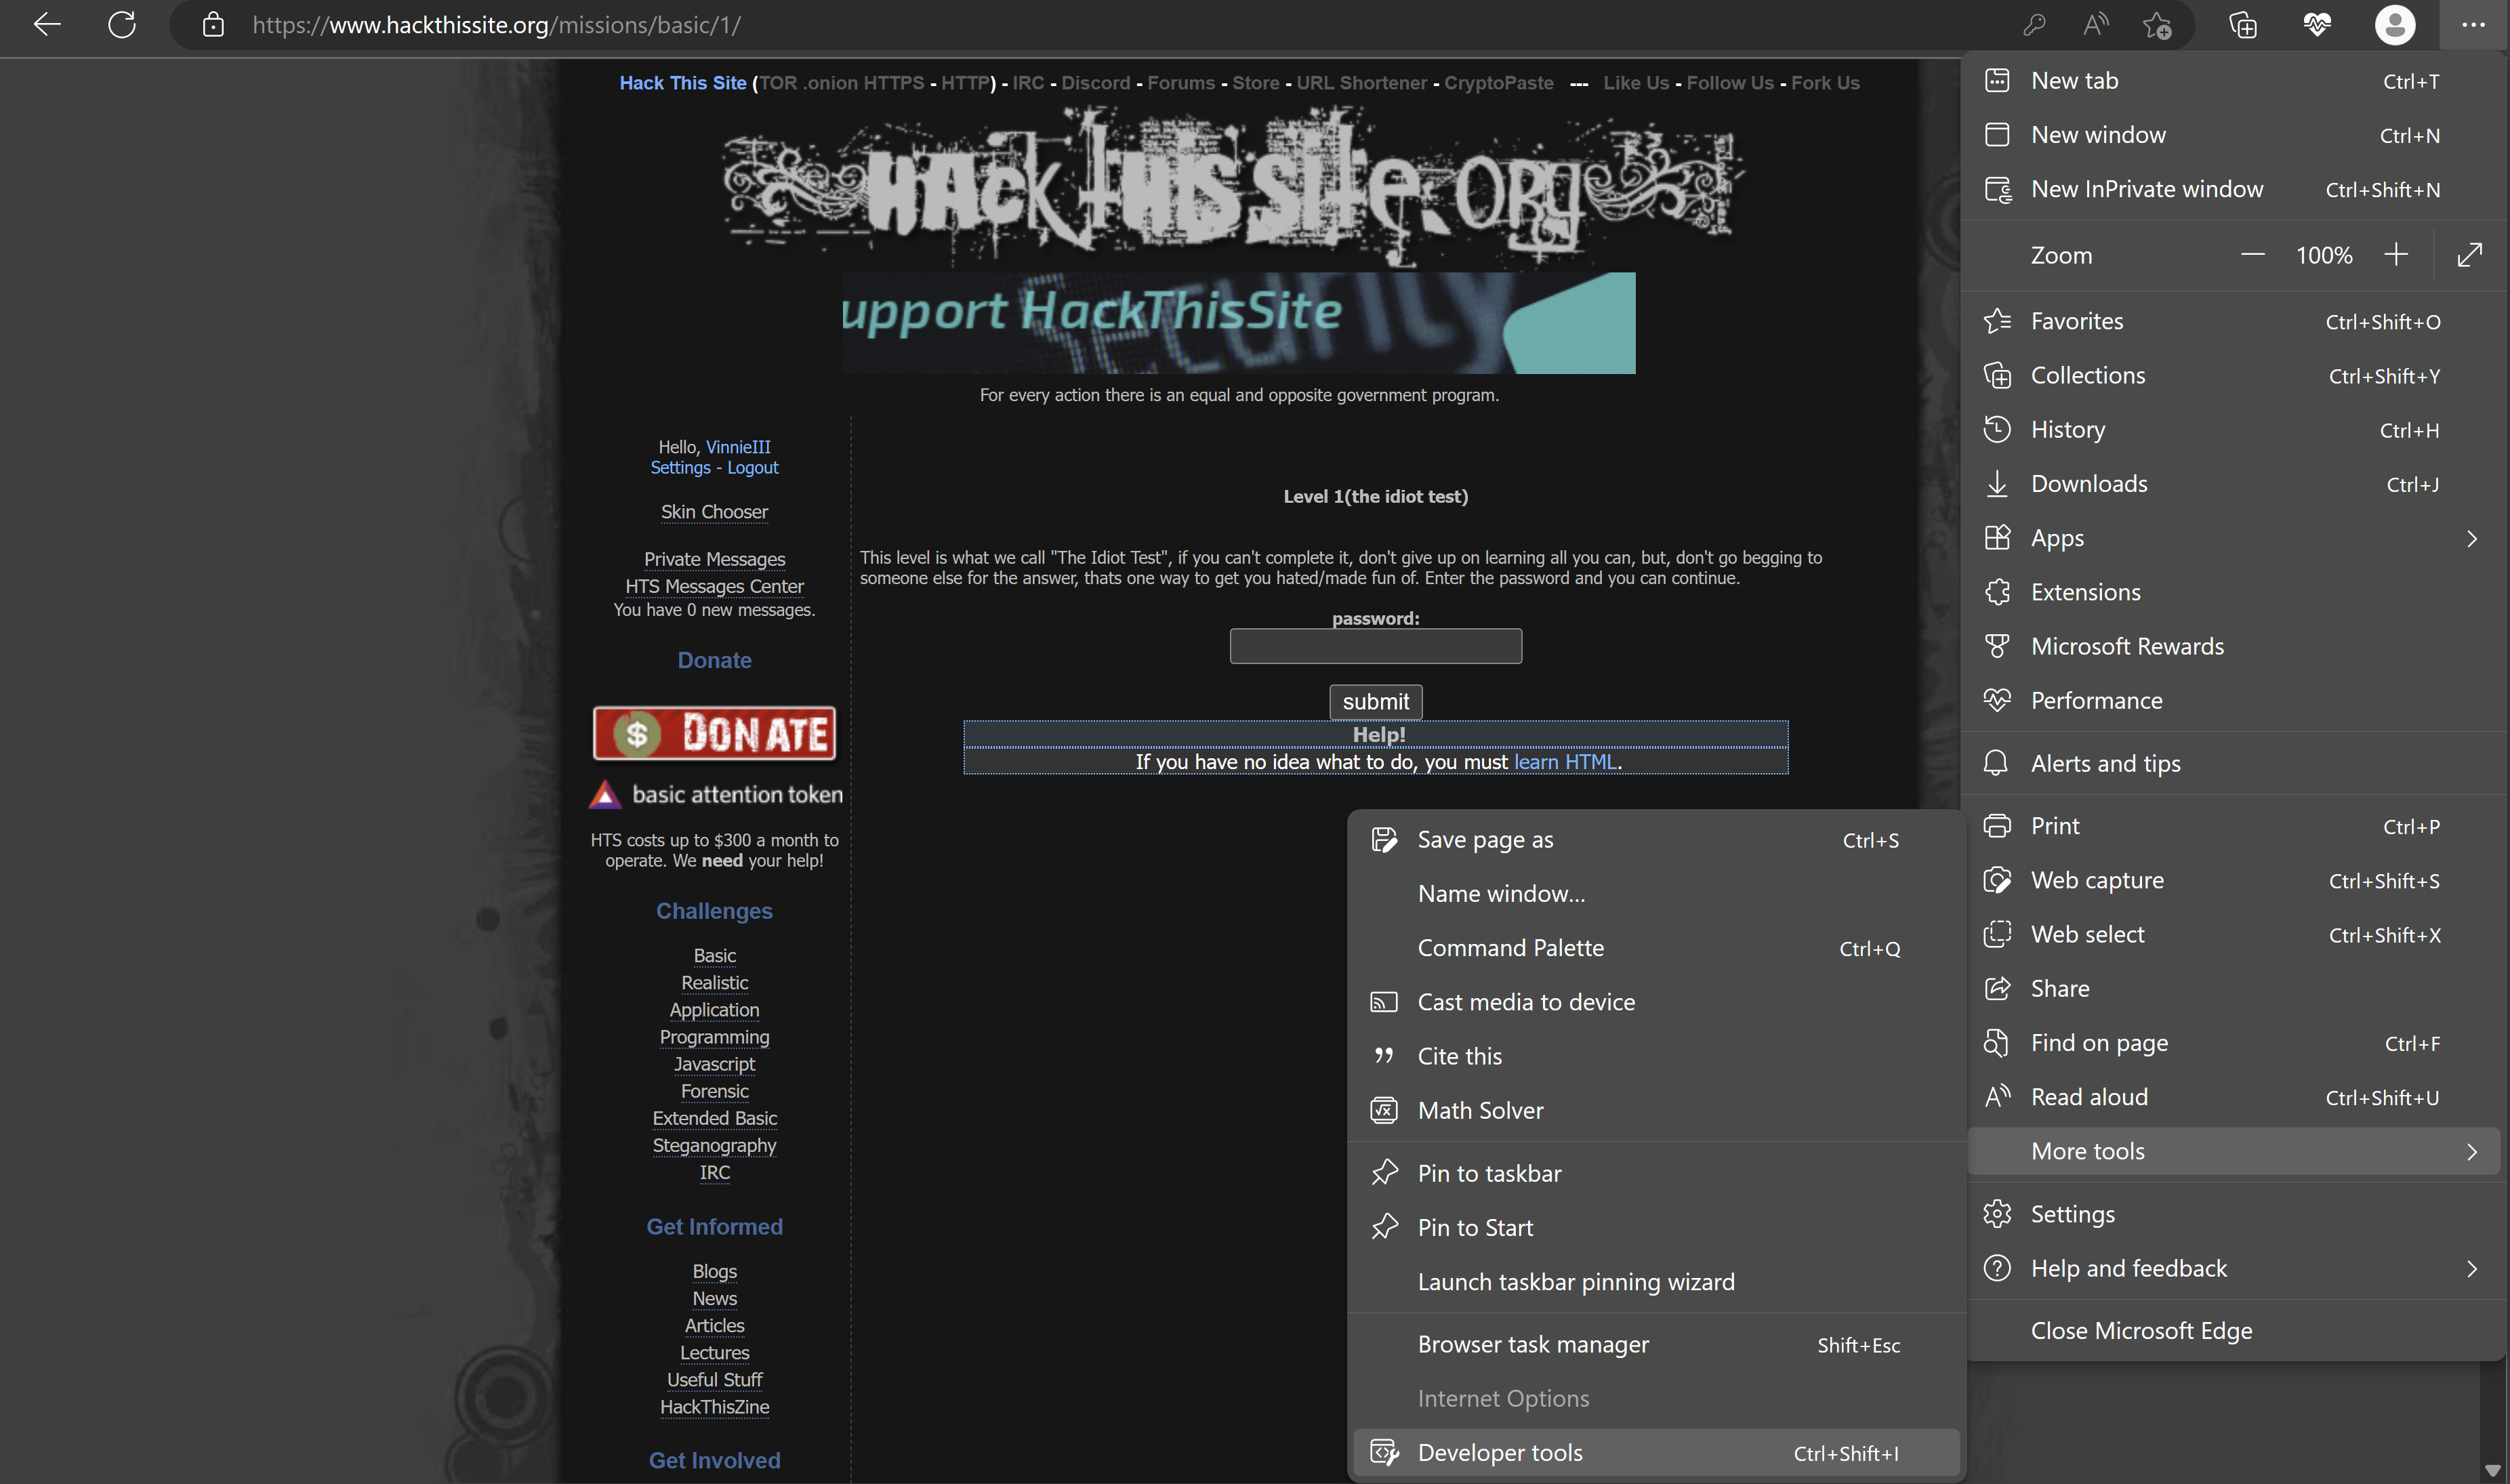 https://www.hackthissite.org/missions/basic/1/
Hack This Site (TOR .onion HTTPS - HTTP) - IRC - Discord - Forums - Store - URL Shortener - CryptoPaste --- Like Us - Follow Us - Fork Us
HackThisSite.org
upport HackThisSite
Security
For every action there is an equal and opposite government program.
Hello, VinnieIII
Settings - Logout
Skin Chooser
Private Messages
HTS Messages Center
You have 0 new messages.
Donate
$ DONATE
basic attention token
HTS costs up to $300 a month to
operate. We need your help!
Challenges
Basic
Realistic
Application
Programming
Javascript
Forensic
Extended Basic
Steganography
IRC
Get Informed
Blogs
News
Articles
Lectures
Useful Stuff
HackThisZine
Get Involved
Level 1(the idiot test)
This level is what we call "The Idiot Test", if you can't complete it, don't give up on learning all you can, but, don't go begging to
someone else for the answer, thats one way to get you hated/made fun of. Enter the password and you can continue.
password:
submit
Help!
If you have no idea what to do, you must learn HTML.
Save page as Ctrl+S
Name window...
Command Palette Ctrl+Q
Cast media to device
Cite this
Math Solver
Pin to taskbar
Pin to Start
Launch taskbar pinning wizard
Browser task manager Shift+Esc
Internet Options
Developer tools Ctrl+Shift+I
New tab Ctrl+T
New window Ctrl+N
New InPrivate window Ctrl+Shift+N
Zoom — 100% +
Favorites Ctrl+Shift+O
Collections Ctrl+Shift+Y
History Ctrl+H
Downloads Ctrl+J
Apps
Extensions
Microsoft Rewards
Performance
Alerts and tips
Print Ctrl+P
Web capture Ctrl+Shift+S
Web select Ctrl+Shift+X
Share
Find on page Ctrl+F
Read aloud Ctrl+Shift+U
More tools
Settings
Help and feedback
Close Microsoft Edge